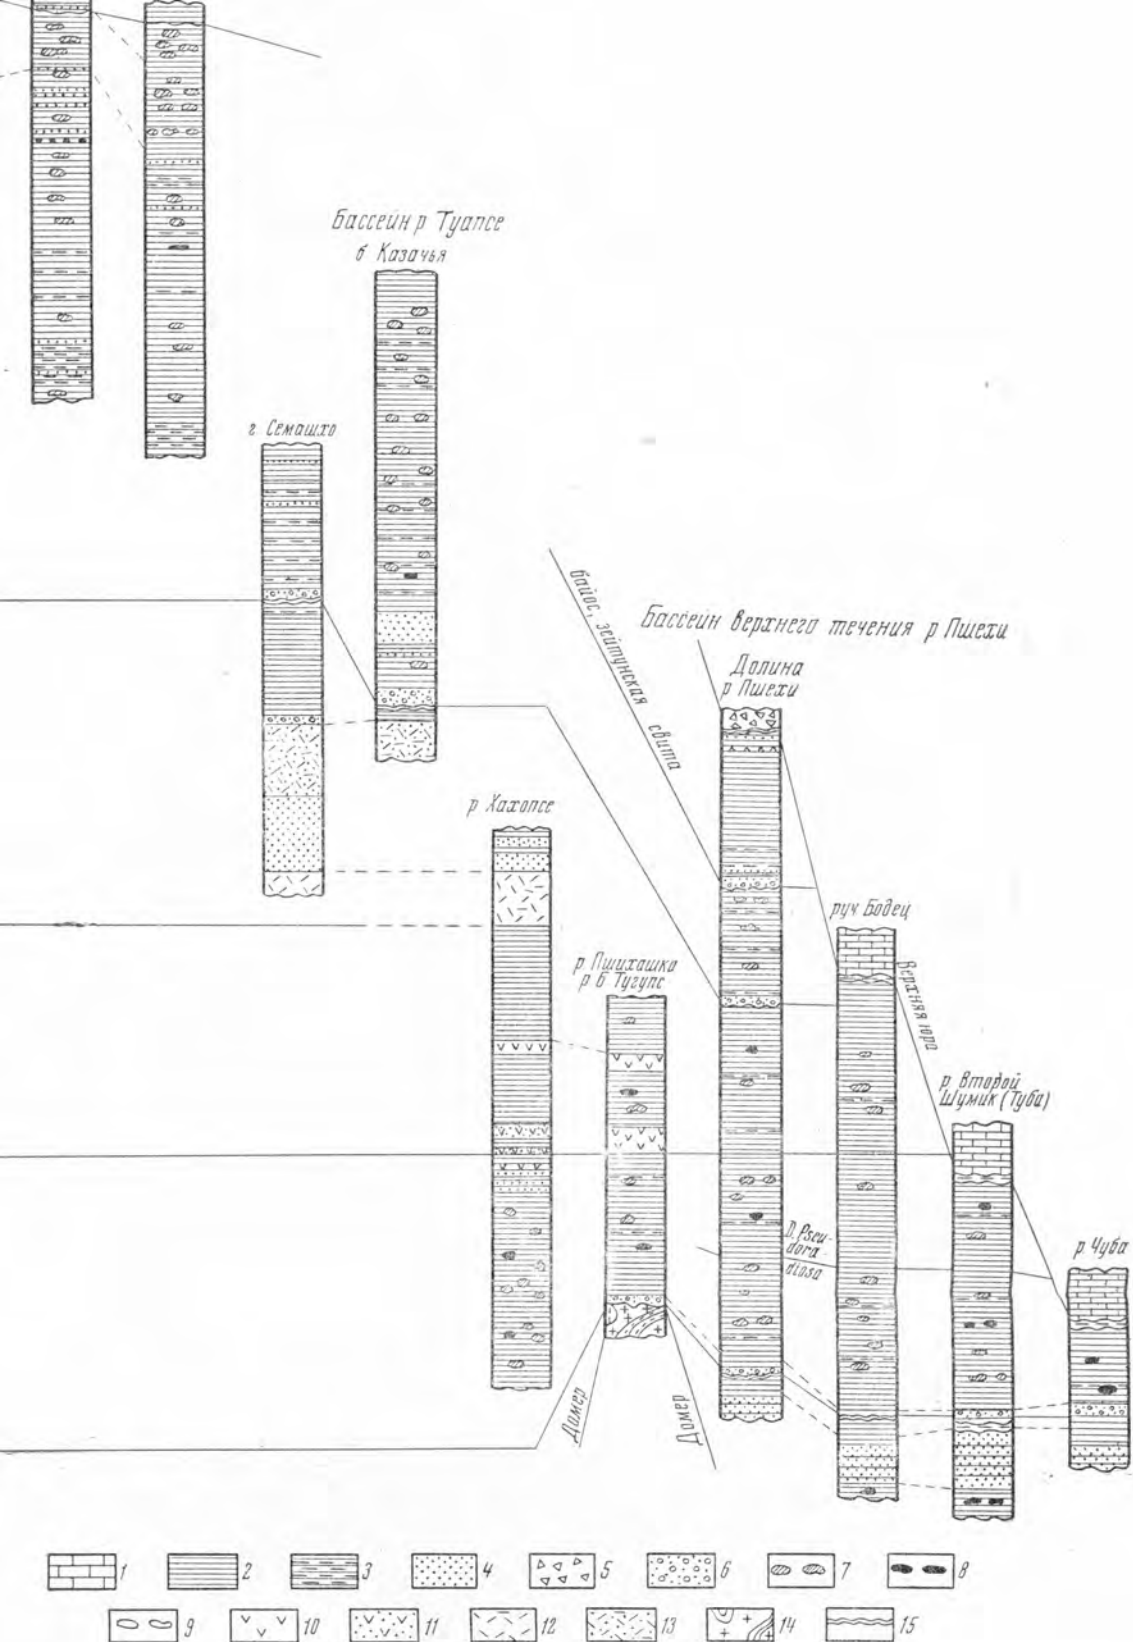 Бассейн р Туапсе
б Казачья
г Семашхо
байос, зейтунская свита
Бассейн верхнего течения р Пшехи
Долина
р Пшехи
р Хахопсе
руч Бодец
р Пшихашка
р Б Тугупс
Верхняя юра
р Второй
Шумик (Туба)
D. Pseu-
dora-
diosa
р Чуба
Домер
Домер
1 2 3 4 5 6 7 8
9 10 11 12 13 14 15